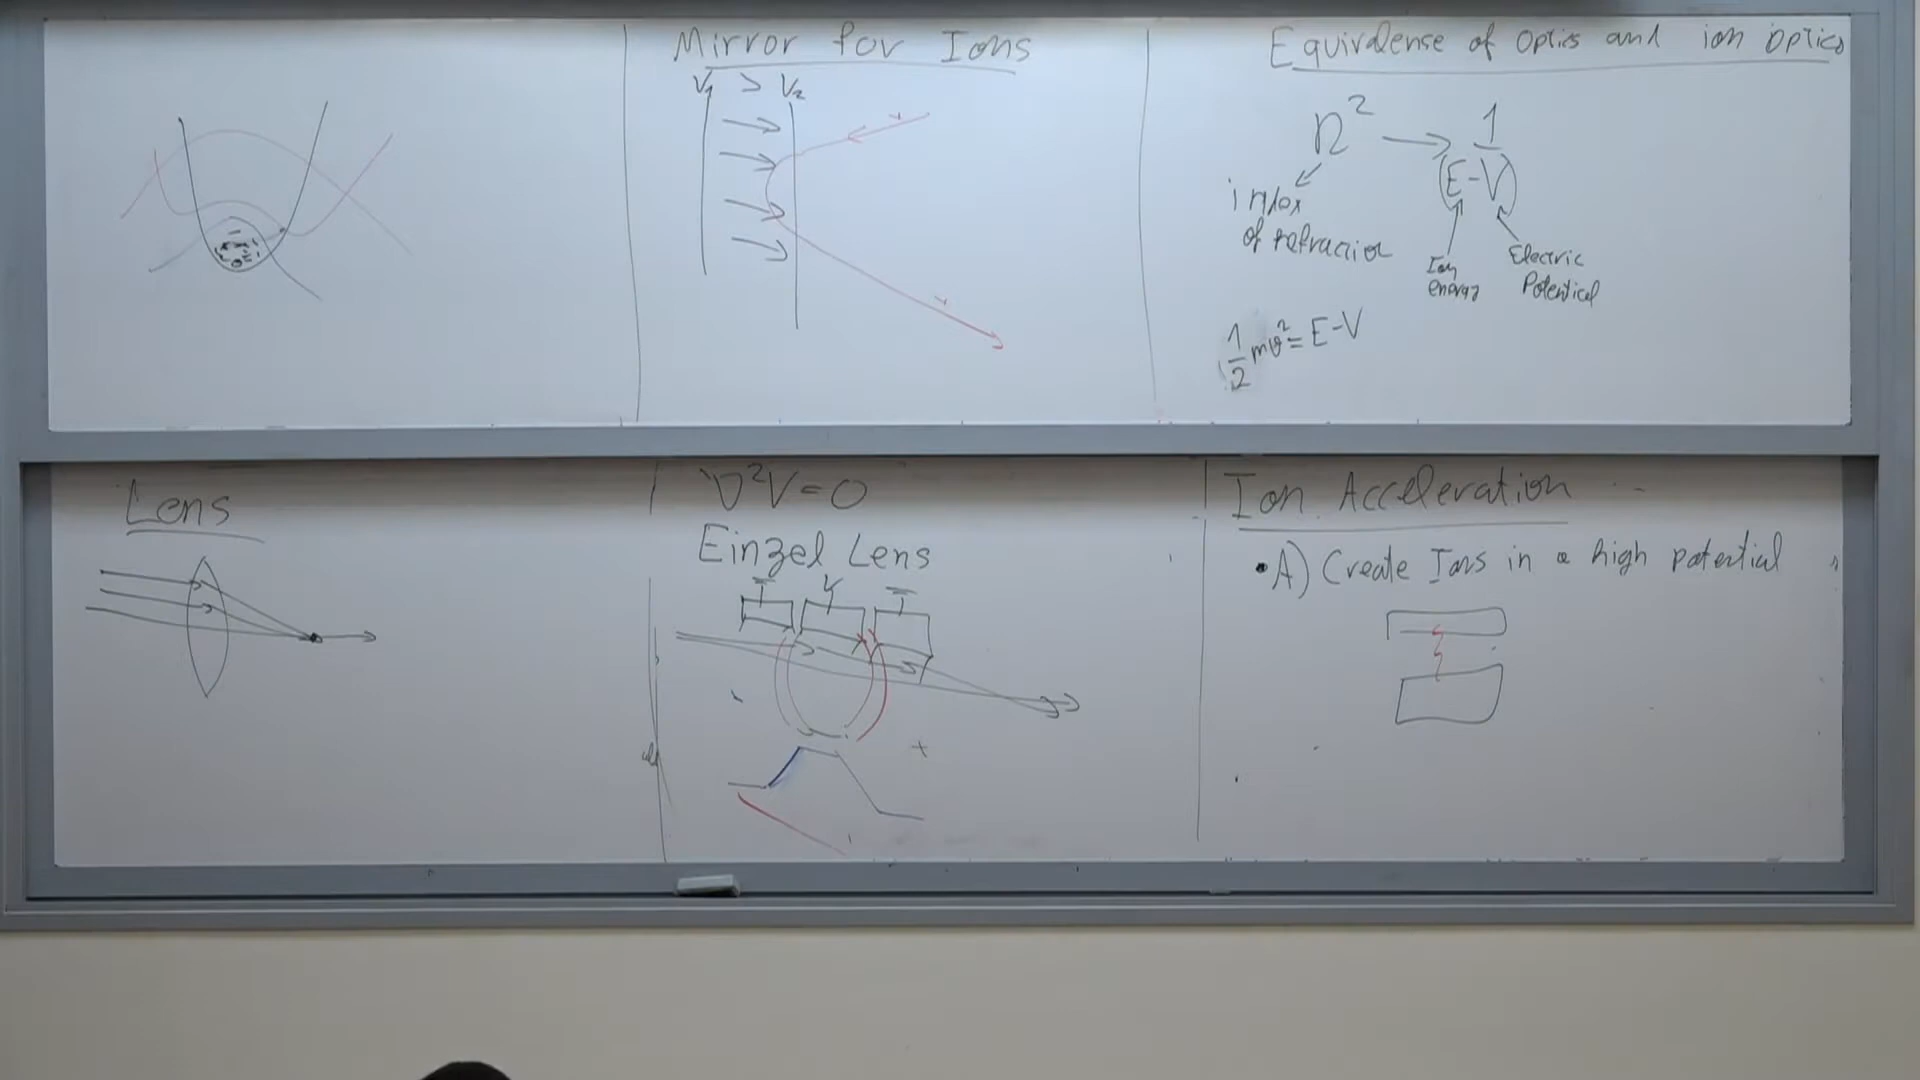 Mirror for Ions
V₁ > V₂
Equivalense of optics and ion optics
n² → 1/(E-V)
index
of refraction
Ion
energy
Electric
Potential
1/2 mv² = E-V
Lens
∇²V=0
Einzel Lens
V
+
Ion Acceleration
•A) Create Ions in a high potential